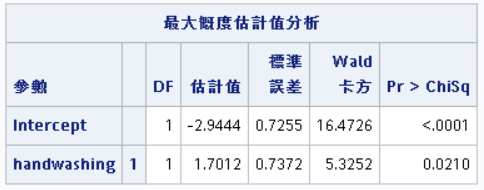 最大概度估計值分析
參數 DF 估計值 標準誤差 Wald 卡方 Pr > ChiSq
Intercept 1 -2.9444 0.7255 16.4726 <.0001
handwashing 1 1 1.7012 0.7372 5.3252 0.0210